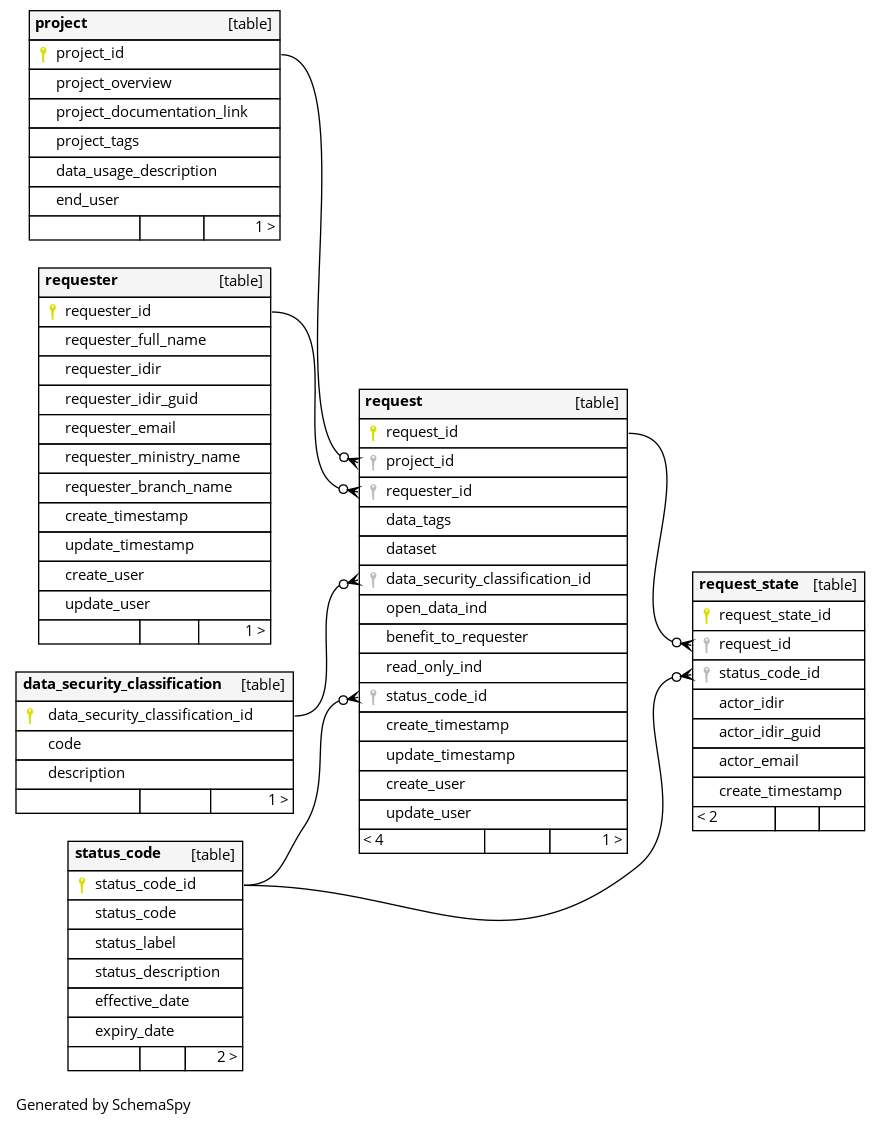 project [table]
project_id
project_overview
project_documentation_link
project_tags
data_usage_description
end_user
1 >
requester [table]
requester_id
requester_full_name
requester_idir
requester_idir_guid
requester_email
requester_ministry_name
requester_branch_name
create_timestamp
update_timestamp
create_user
update_user
1 >
data_security_classification [table]
data_security_classification_id
code
description
1 >
status_code [table]
status_code_id
status_code
status_label
status_description
effective_date
expiry_date
2 >
request [table]
request_id
project_id
requester_id
data_tags
dataset
data_security_classification_id
open_data_ind
benefit_to_requester
read_only_ind
status_code_id
create_timestamp
update_timestamp
create_user
update_user
< 4 1 >
request_state [table]
request_state_id
request_id
status_code_id
actor_idir
actor_idir_guid
actor_email
create_timestamp
< 2
Generated by SchemaSpy